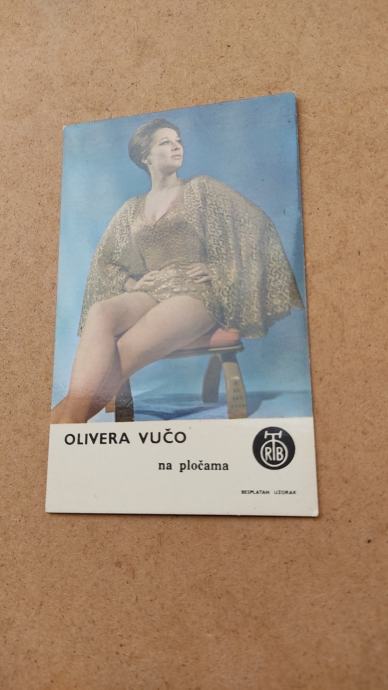 OLIVERA VUČO
na pločama
RTB
BESPLATAN UZORAK